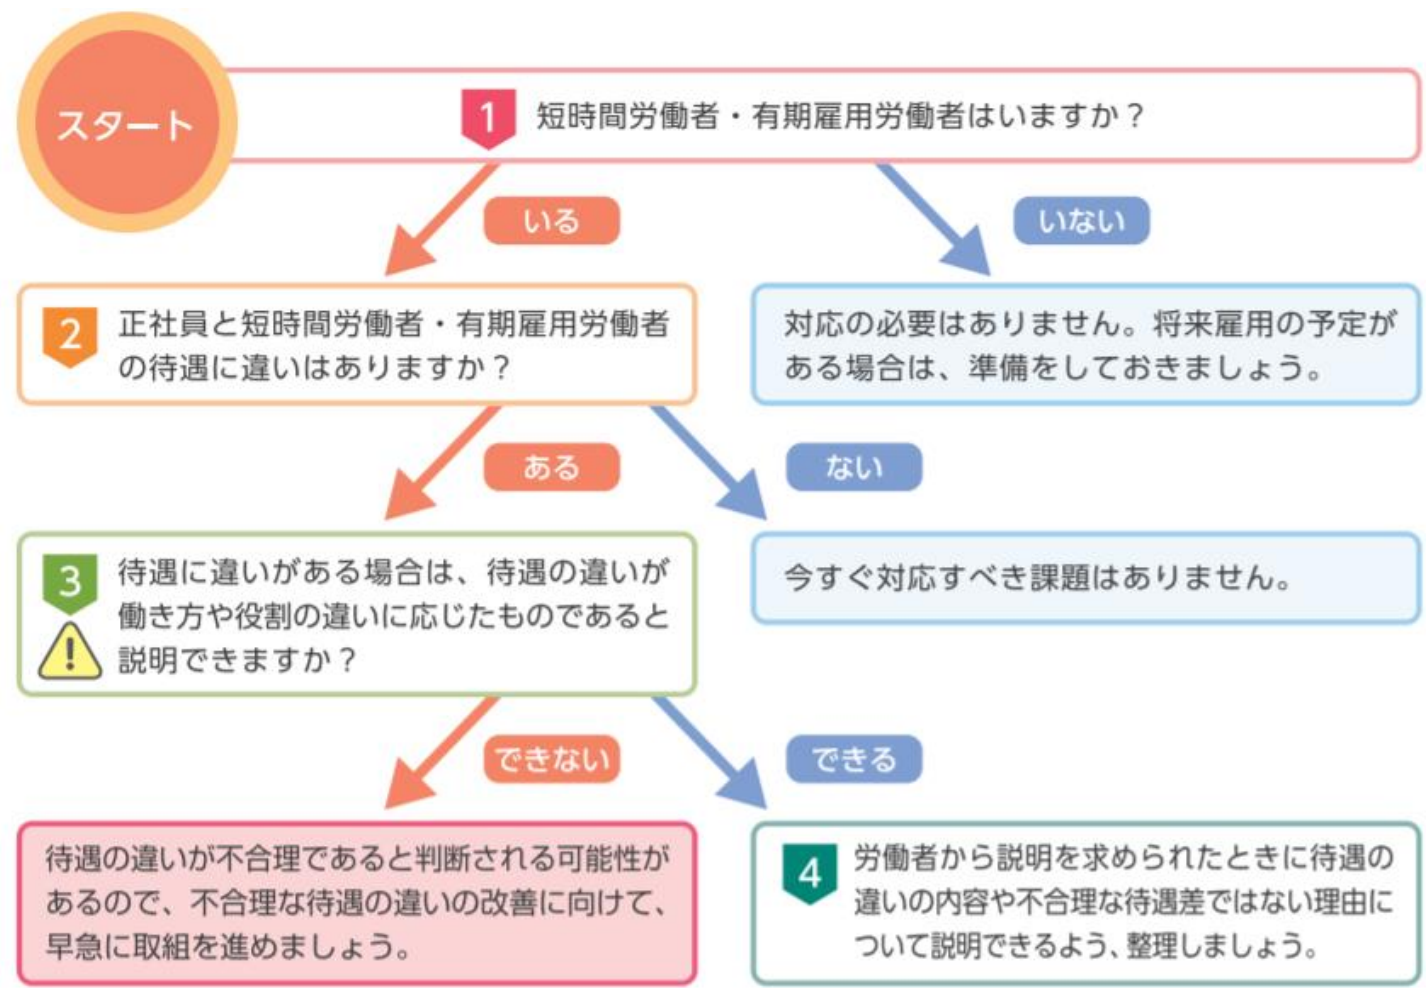 スタート
1 短時間労働者・有期雇用労働者はいますか？
いる
いない
2 正社員と短時間労働者・有期雇用労働者
の待遇に違いはありますか？
対応の必要はありません。将来雇用の予定が
ある場合は、準備をしておきましょう。
ある
ない
3 待遇に違いがある場合は、待遇の違いが
働き方や役割の違いに応じたものであると
! 説明できますか？
今すぐ対応すべき課題はありません。
できない
できる
待遇の違いが不合理であると判断される可能性が
あるので、不合理な待遇の違いの改善に向けて、
早急に取組を進めましょう。
4 労働者から説明を求められたときに待遇の
違いの内容や不合理な待遇差ではない理由に
ついて説明できるよう、整理しましょう。